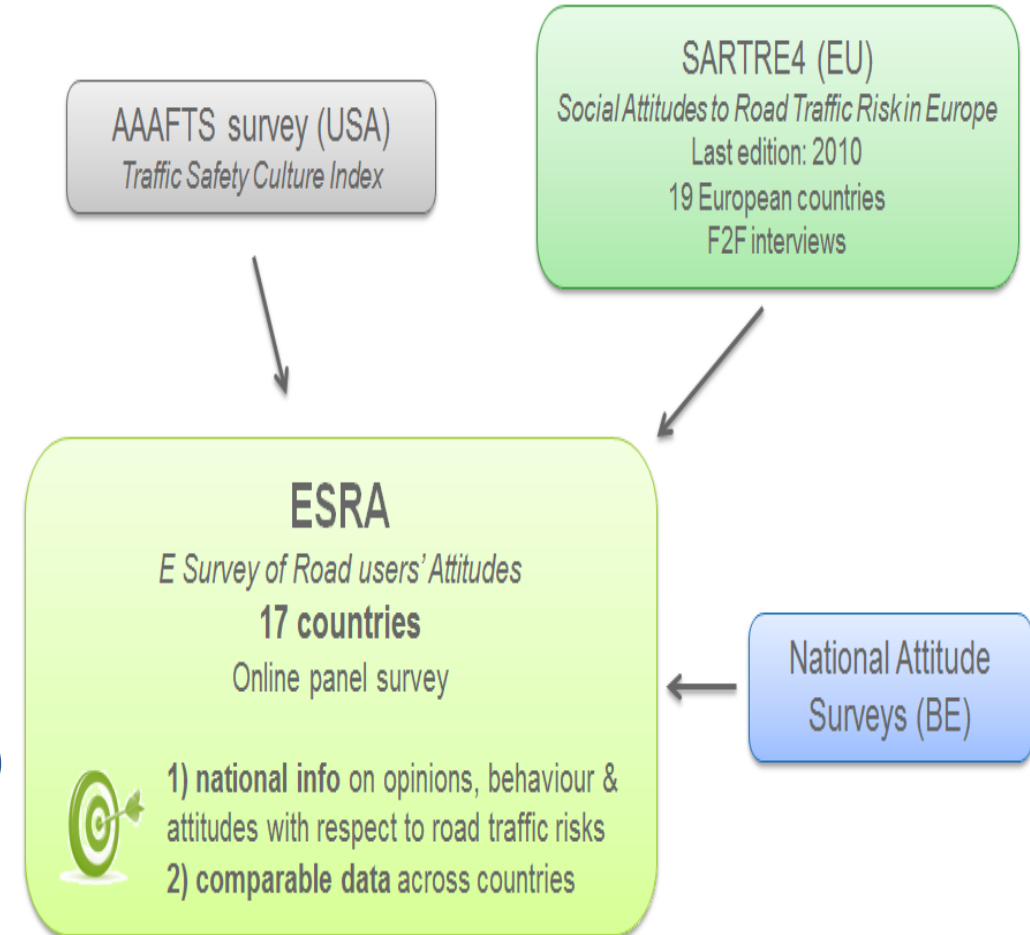 AAAFTS survey (USA)
Traffic Safety Culture Index
SARTRE4 (EU)
Social Attitudes to Road Traffic Risk in Europe
Last edition: 2010
19 European countries
F2F interviews
ESRA
E Survey of Road users' Attitudes
17 countries
Online panel survey
1) national info on opinions, behaviour &
attitudes with respect to road traffic risks
2) comparable data across countries
National Attitude
Surveys (BE)
)